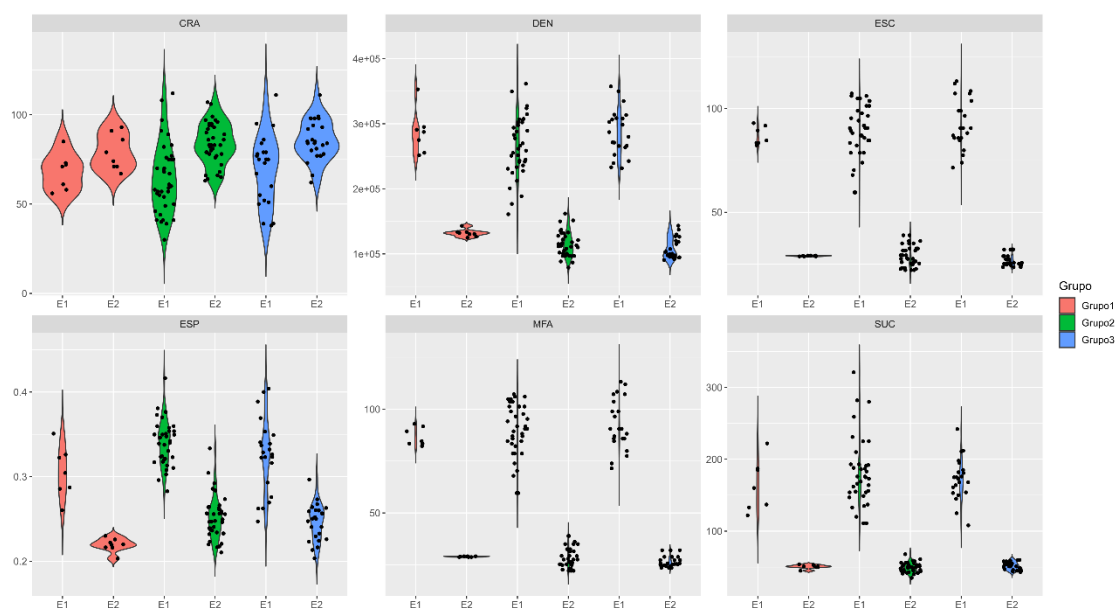 CRA
DEN
ESC
100
50
0
4e+05
3e+05
2e+05
1e+05
100
50
E1 E2 E1 E2 E1 E2
E1 E2 E1 E2 E1 E2
E1 E2 E1 E2 E1 E2
ESP
MFA
SUC
0.4
0.3
0.2
100
50
300
200
100
E1 E2 E1 E2 E1 E2
E1 E2 E1 E2 E1 E2
E1 E2 E1 E2 E1 E2
Grupo
Grupo1
Grupo2
Grupo3